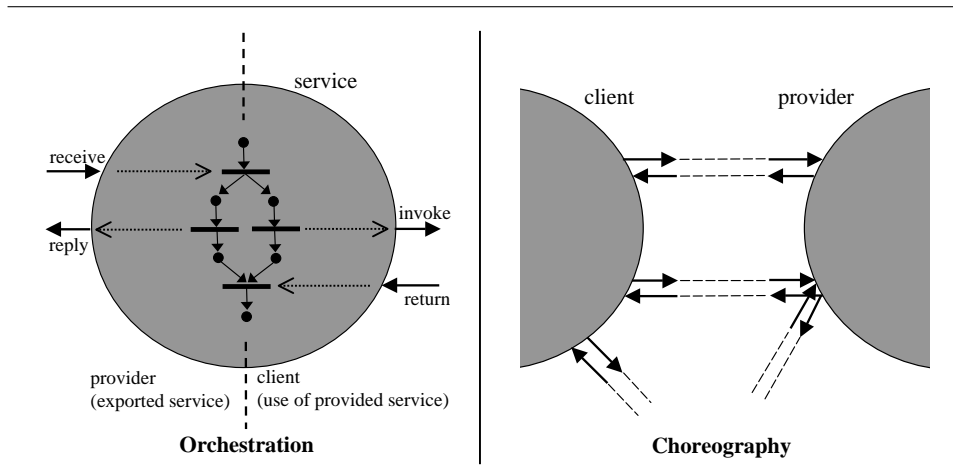 service
receive
reply
invoke
return
provider
(exported service)
client
(use of provided service)
Orchestration
client
provider
Choreography